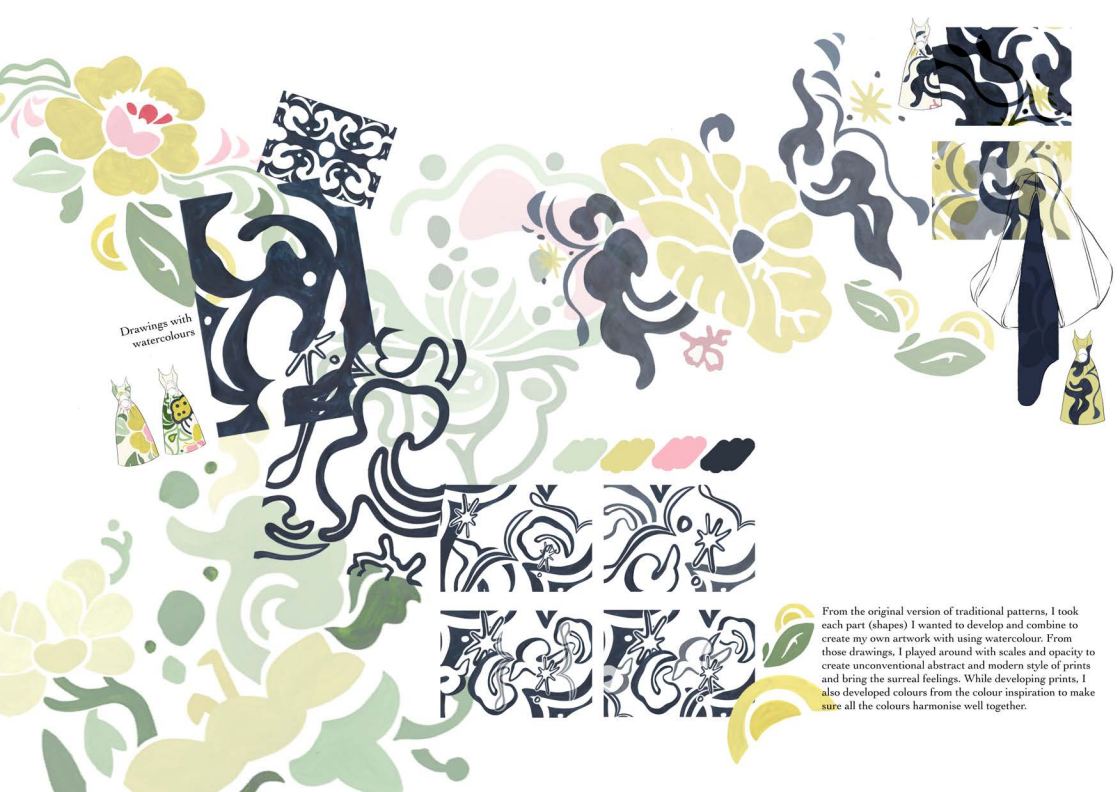 Drawings with
watercolours
From the original version of traditional patterns, I took
each part (shapes) I wanted to develop and combine to
create my own artwork with using watercolour. From
those drawings, I played around with scales and opacity to
create unconventional abstract and modern style of prints
and bring the surreal feelings. While developing prints, I
also developed colours from the colour inspiration to make
sure all the colours harmonise well together.